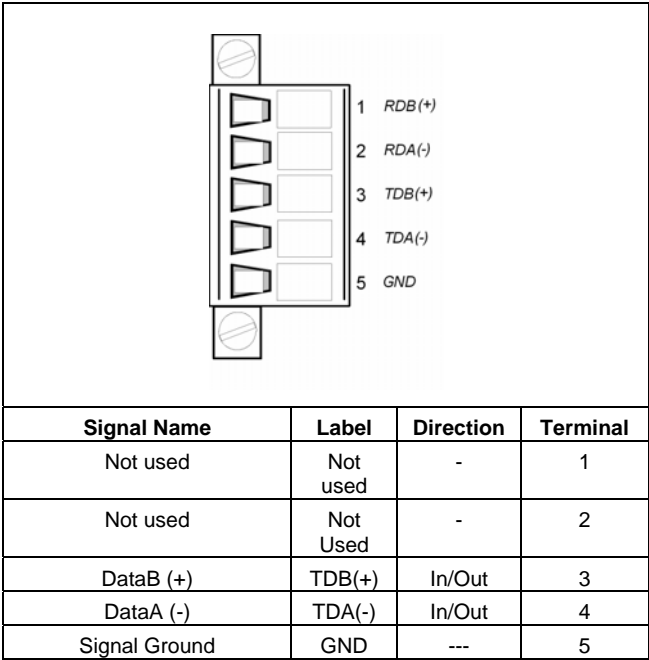 1 RDB(+)
2 RDA(-)
3 TDB(+)
4 TDA(-)
5 GND
Signal Name Label Direction Terminal
Not used Not used - 1
Not used Not Used - 2
DataB (+) TDB(+) In/Out 3
DataA (-) TDA(-) In/Out 4
Signal Ground GND --- 5